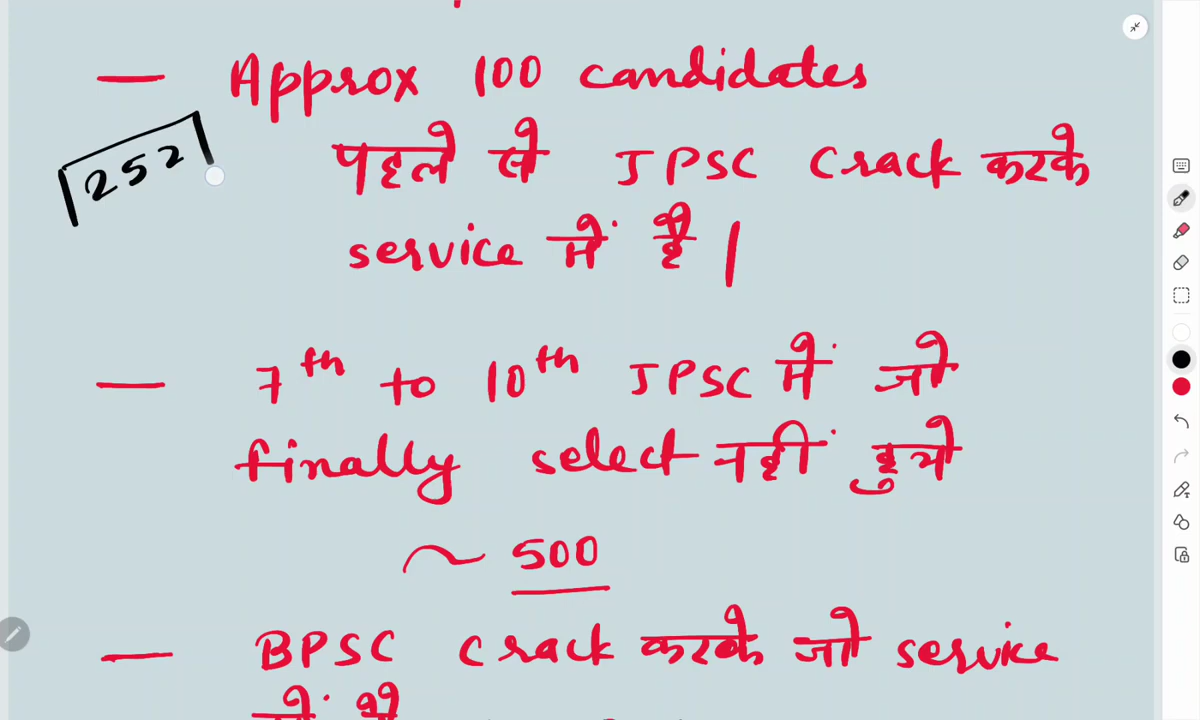 — Approx 100 candidates
252
पहले से JPSC crack करके
service में हैं |
— 7th to 10th JPSC में जो
finally select नहीं हुये
~ 500
— BPSC crack करके जो service
में हैं